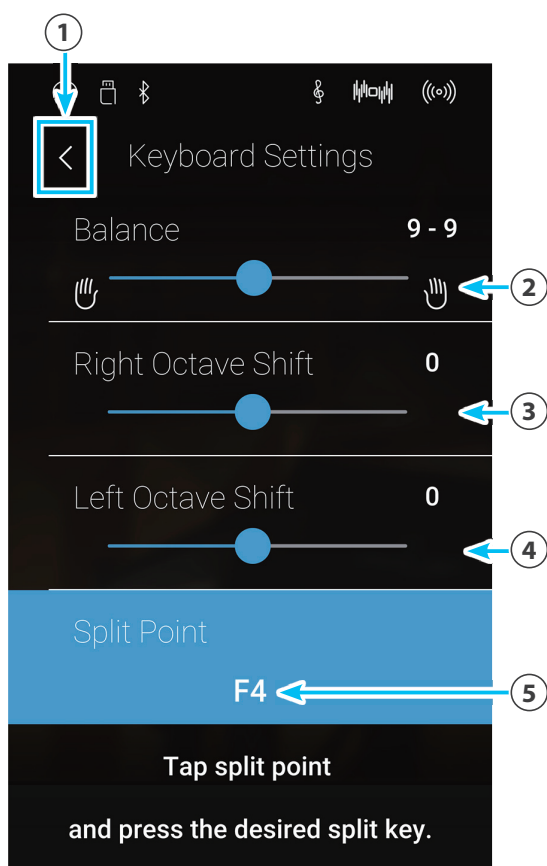 1
Keyboard Settings
Balance 9 - 9
2
Right Octave Shift 0
3
Left Octave Shift 0
4
Split Point
F4 5
Tap split point
and press the desired split key.